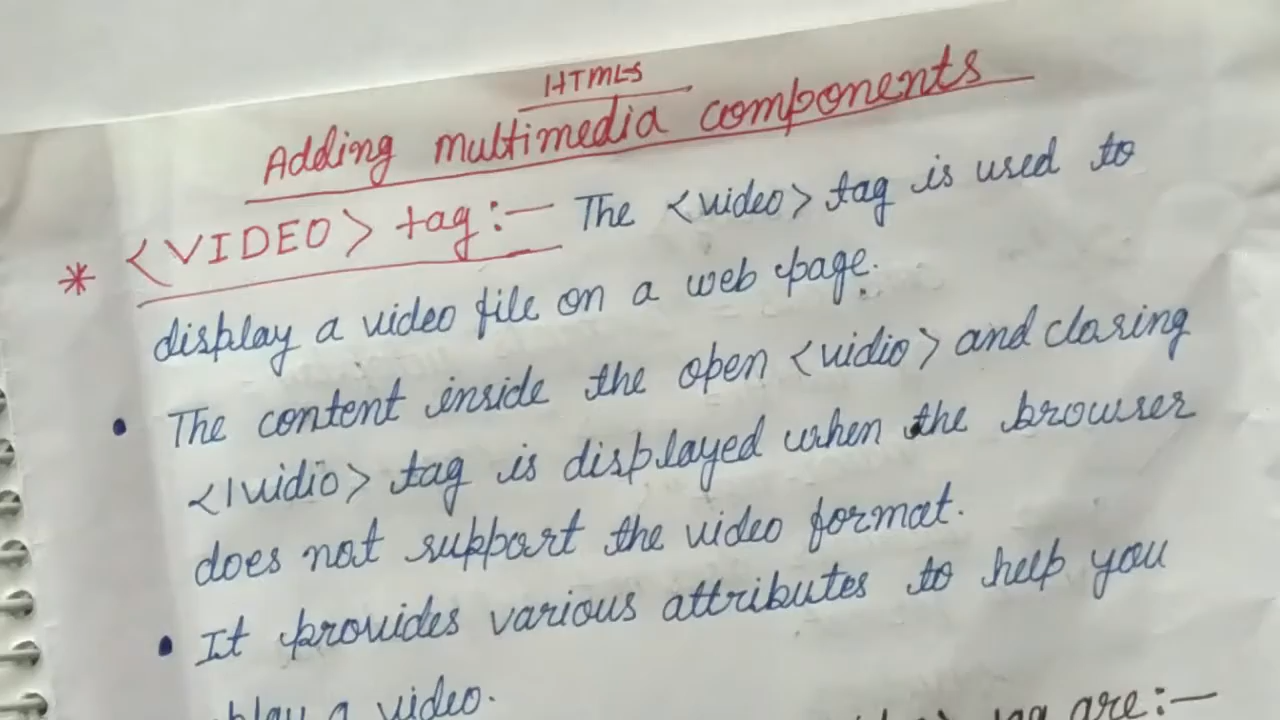 HTML5
Adding multimedia components
* <VIDEO> tag:— The <video> tag is used to
display a video file on a web page.
• The content inside the open <vidio> and closing
</vidio> tag is displayed when the browser
does not support the video format.
• It provides various attributes to help you
play a video.
are:—